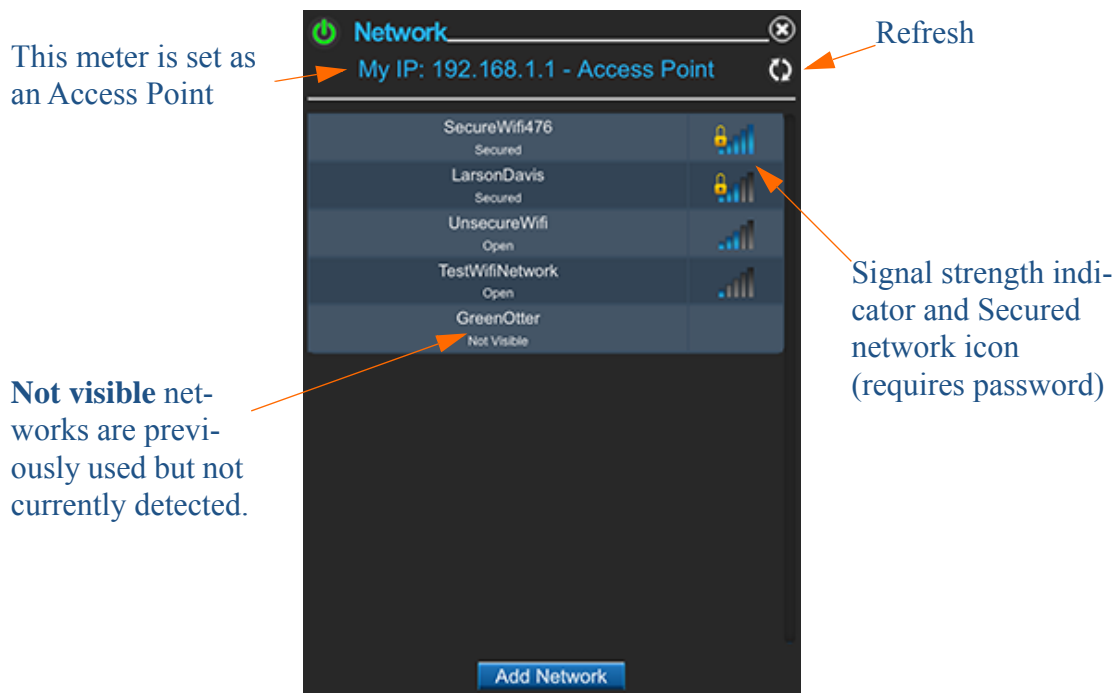 Network
My IP: 192.168.1.1 - Access Point
Refresh
This meter is set as
an Access Point
SecureWifi476
Secured
LarsonDavis
Secured
UnsecureWifi
Open
TestWifiNetwork
Open
GreenOtter
Not Visible
Signal strength indi-
cator and Secured
network icon
(requires password)
Not visible net-
works are previ-
ously used but not
currently detected.
Add Network